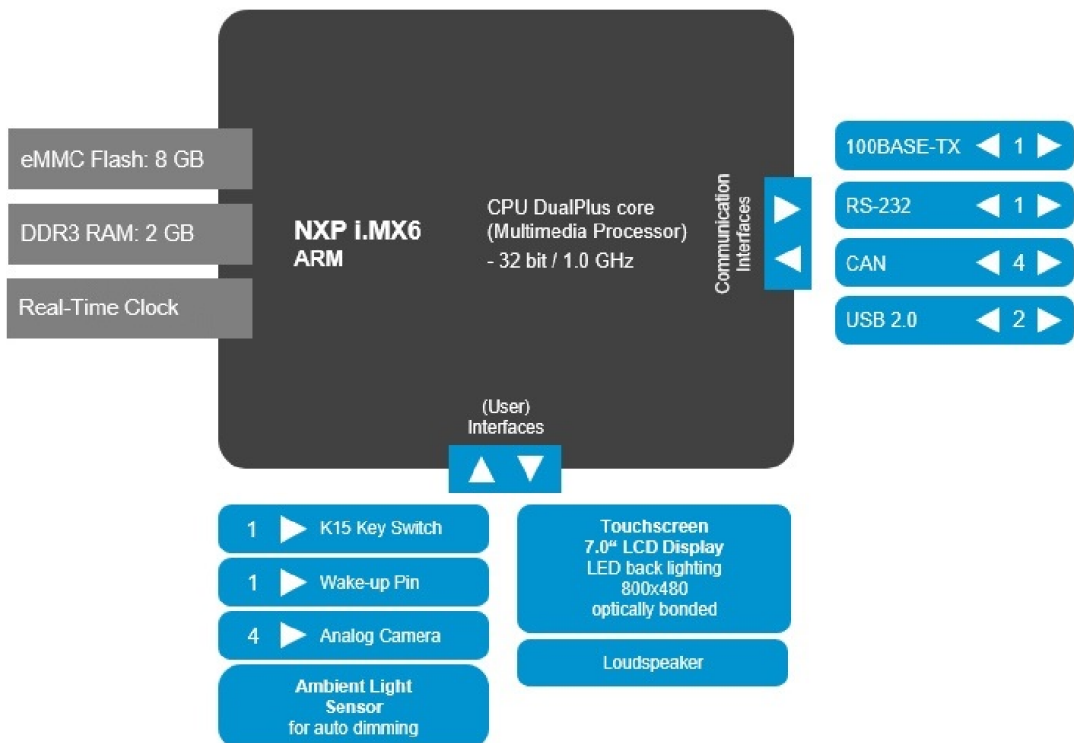 eMMC Flash: 8 GB
DDR3 RAM: 2 GB
Real-Time Clock
NXP i.MX6
ARM
CPU DualPlus core
(Multimedia Processor)
- 32 bit / 1.0 GHz
Communication
Interfaces
100BASE-TX 1
RS-232 1
CAN 4
USB 2.0 2
(User)
Interfaces
1 K15 Key Switch
1 Wake-up Pin
4 Analog Camera
Ambient Light
Sensor
for auto dimming
Touchscreen
7.0“ LCD Display
LED back lighting
800x480
optically bonded
Loudspeaker